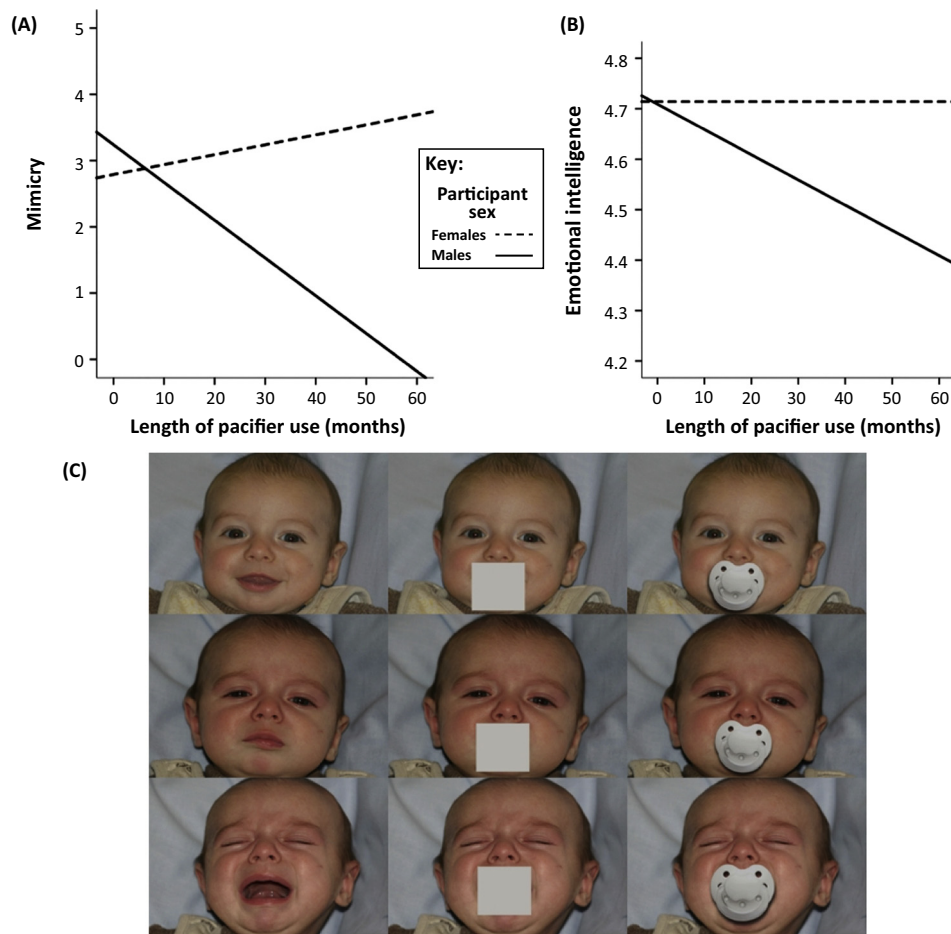 (A)
5
4
3
2
1
0
Mimicry
0 10 20 30 40 50 60
Length of pacifier use (months)
Key:
Participant
sex
Females
Males
(B)
4.8
4.7
4.6
4.5
4.4
4.3
4.2
Emotional intelligence
0 10 20 30 40 50 60
Length of pacifier use (months)
(C)